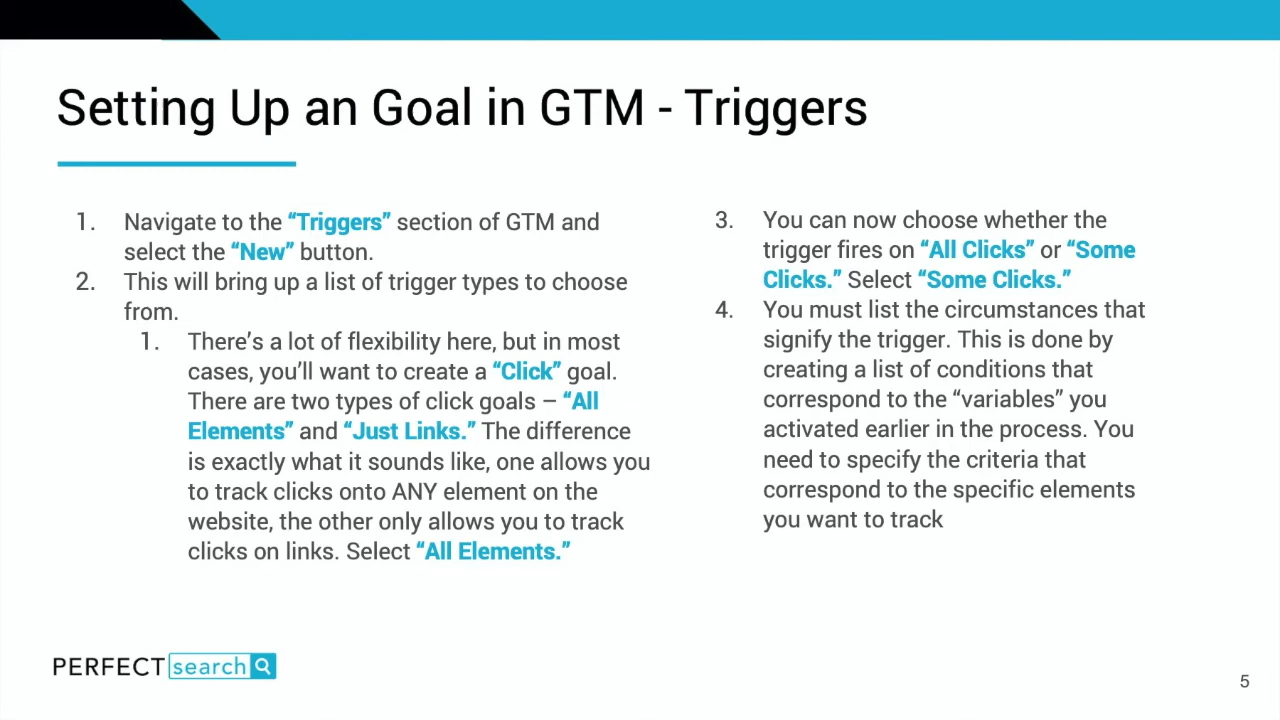 Setting Up an Goal in GTM - Triggers
1. Navigate to the “Triggers” section of GTM and
select the “New” button.
2. This will bring up a list of trigger types to choose
from.
1. There’s a lot of flexibility here, but in most
cases, you’ll want to create a “Click” goal.
There are two types of click goals – “All
Elements” and “Just Links.” The difference
is exactly what it sounds like, one allows you
to track clicks onto ANY element on the
website, the other only allows you to track
clicks on links. Select “All Elements.”
3. You can now choose whether the
trigger fires on “All Clicks” or “Some
Clicks.” Select “Some Clicks.”
4. You must list the circumstances that
signify the trigger. This is done by
creating a list of conditions that
correspond to the “variables” you
activated earlier in the process. You
need to specify the criteria that
correspond to the specific elements
you want to track
PERFECT search
5